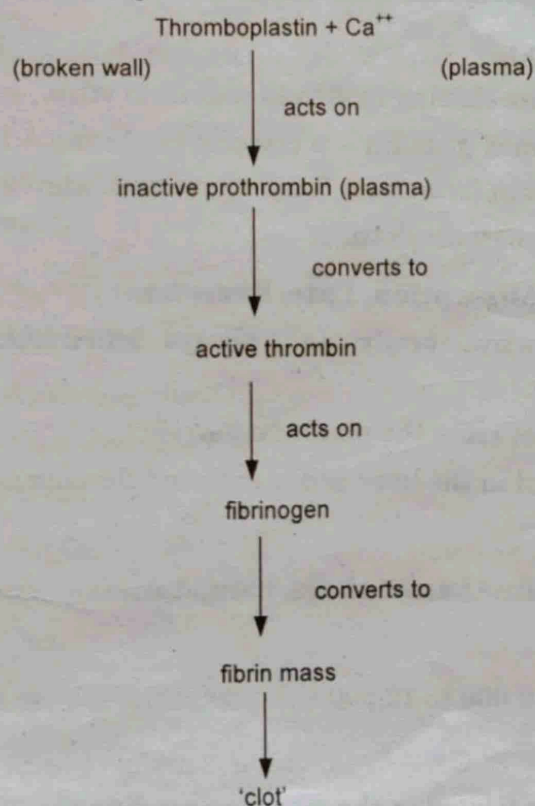 Thromboplastin + Ca⁺⁺
(broken wall) (plasma)
acts on
inactive prothrombin (plasma)
converts to
active thrombin
acts on
fibrinogen
converts to
fibrin mass
'clot'